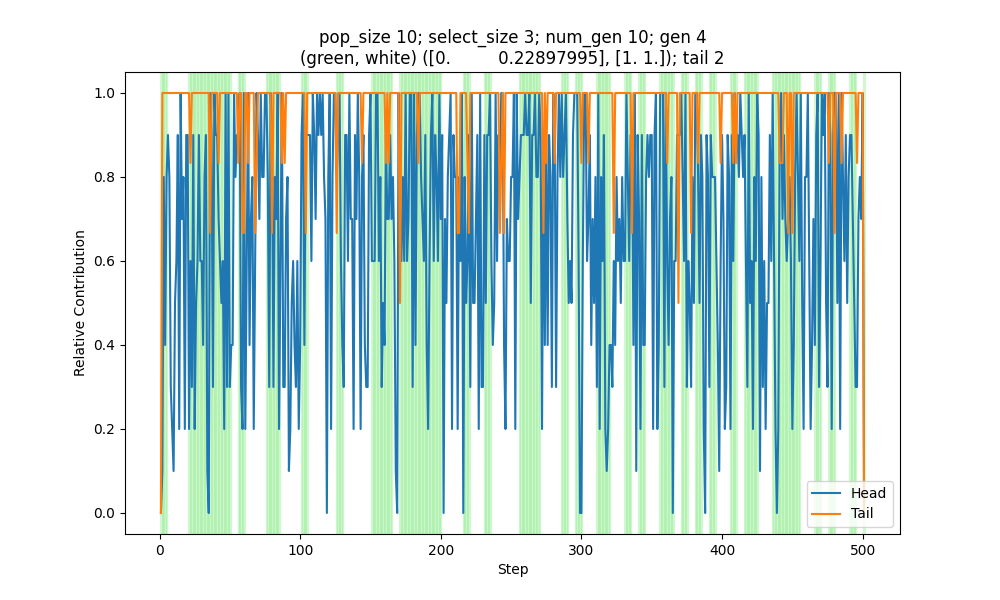 pop_size 10; select_size 3; num_gen 10; gen 4
(green, white) ([0. 0.22897995], [1. 1.]); tail 2
Relative Contribution
1.0
0.8
0.6
0.4
0.2
0.0
0 100 200 300 400 500
Step
Head
Tail